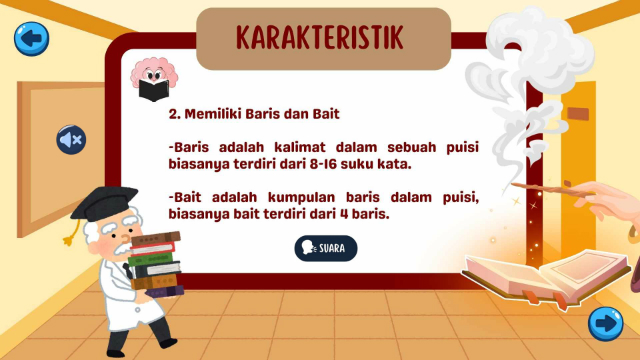 KARAKTERISTIK
2. Memiliki Baris dan Bait
-Baris adalah kalimat dalam sebuah puisi
biasanya terdiri dari 8-16 suku kata.
-Bait adalah kumpulan baris dalam puisi,
biasanya bait terdiri dari 4 baris.
SUARA